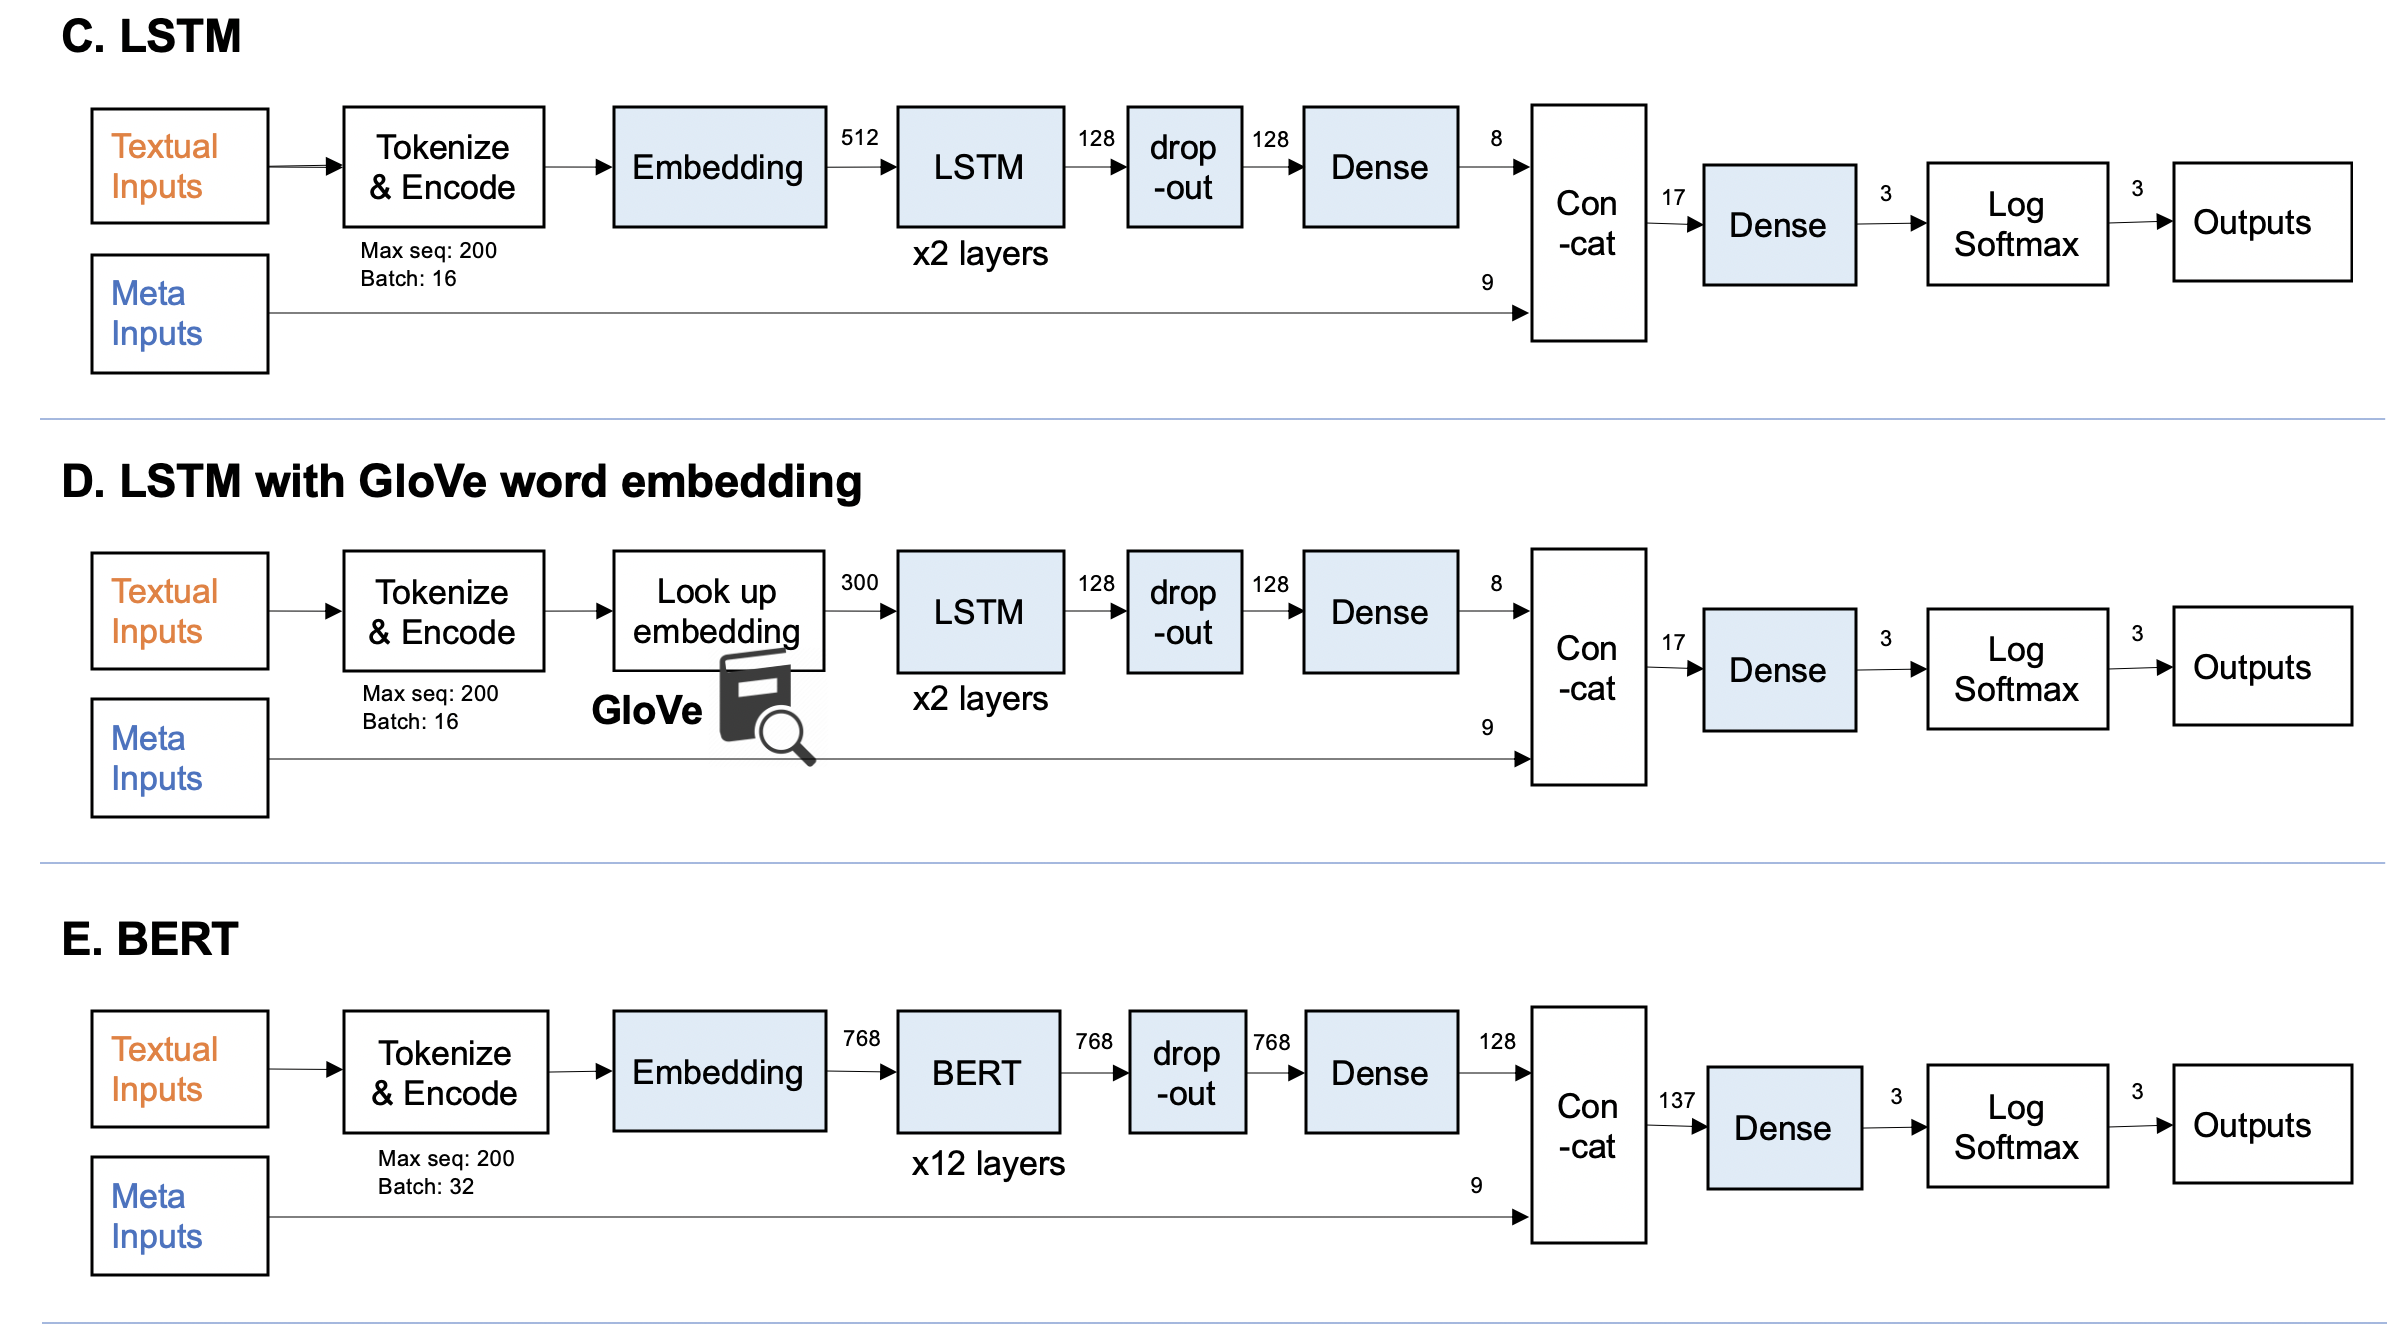 C. LSTM
Textual
Inputs
Tokenize
& Encode
Max seq: 200
Batch: 16
Embedding
512
LSTM
x2 layers
128
drop
-out
128
Dense
8
Meta
Inputs
9
Con
-cat
17
Dense
3
Log
Softmax
3
Outputs
D. LSTM with GloVe word embedding
Textual
Inputs
Tokenize
& Encode
Max seq: 200
Batch: 16
Look up
embedding
GloVe
300
LSTM
x2 layers
128
drop
-out
128
Dense
8
Meta
Inputs
9
Con
-cat
17
Dense
3
Log
Softmax
3
Outputs
E. BERT
Textual
Inputs
Tokenize
& Encode
Max seq: 200
Batch: 32
Embedding
768
BERT
x12 layers
768
drop
-out
768
Dense
128
Meta
Inputs
9
Con
-cat
137
Dense
3
Log
Softmax
3
Outputs